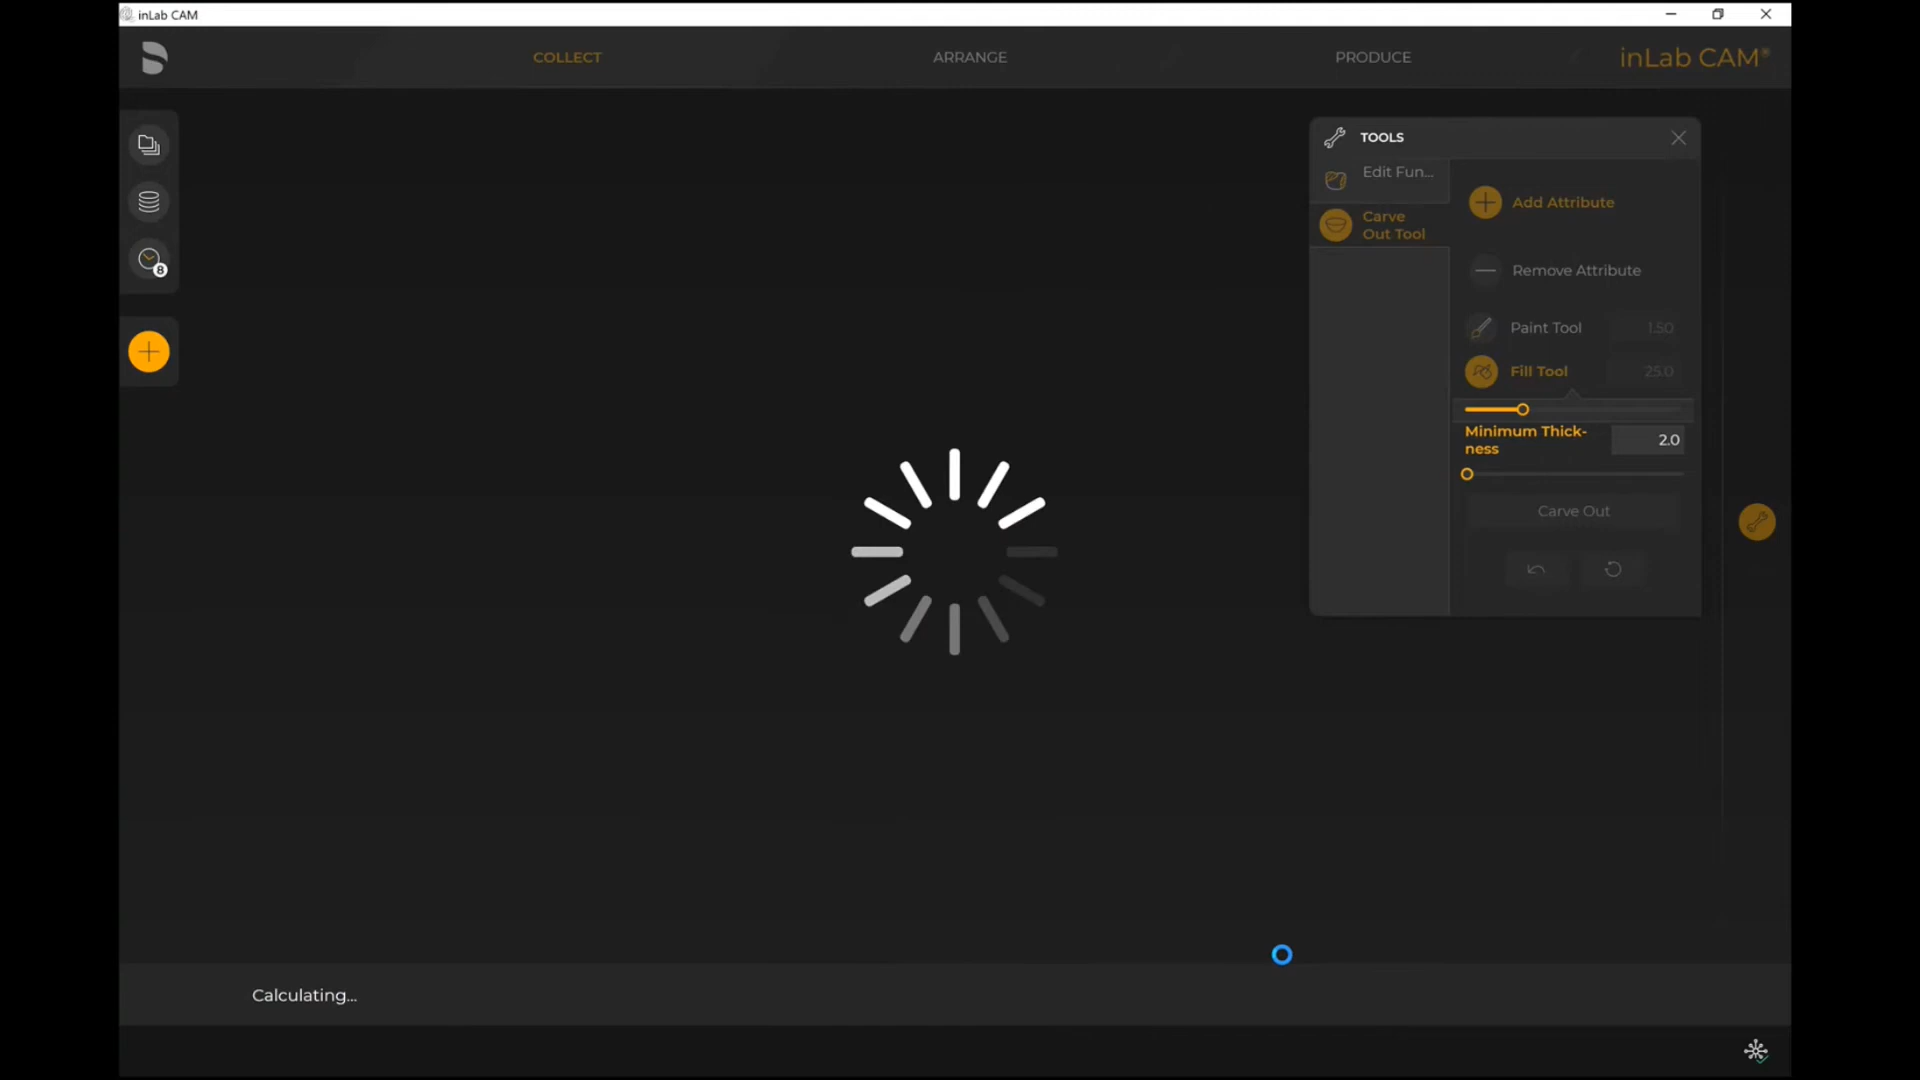 inLab CAM
COLLECT
ARRANGE
PRODUCE
inLab CAM®
TOOLS
Edit Fun...
Carve
Out Tool
Add Attribute
Remove Attribute
Paint Tool 1.50
Fill Tool 25.0
Minimum Thick-
ness
2.0
Carve Out
8
Calculating...